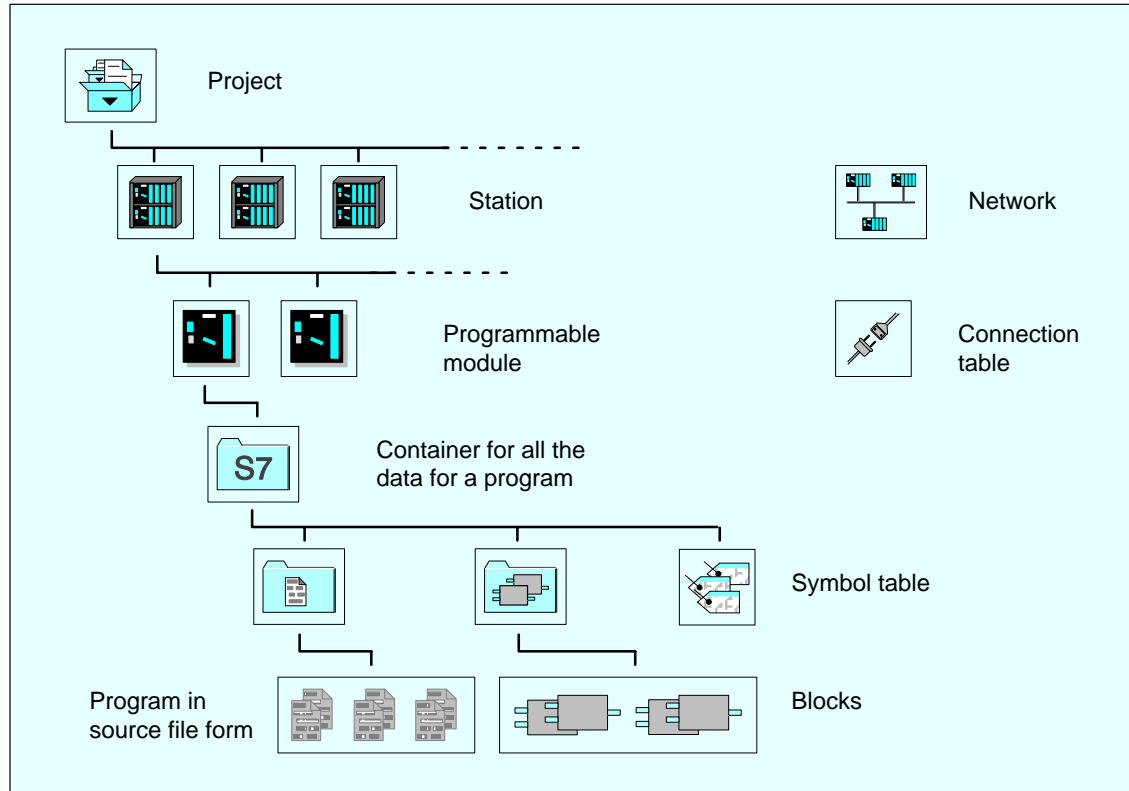 Project
Station
Network
Programmable
module
Connection
table
S7
Container for all the
data for a program
Symbol table
Program in
source file form
Blocks